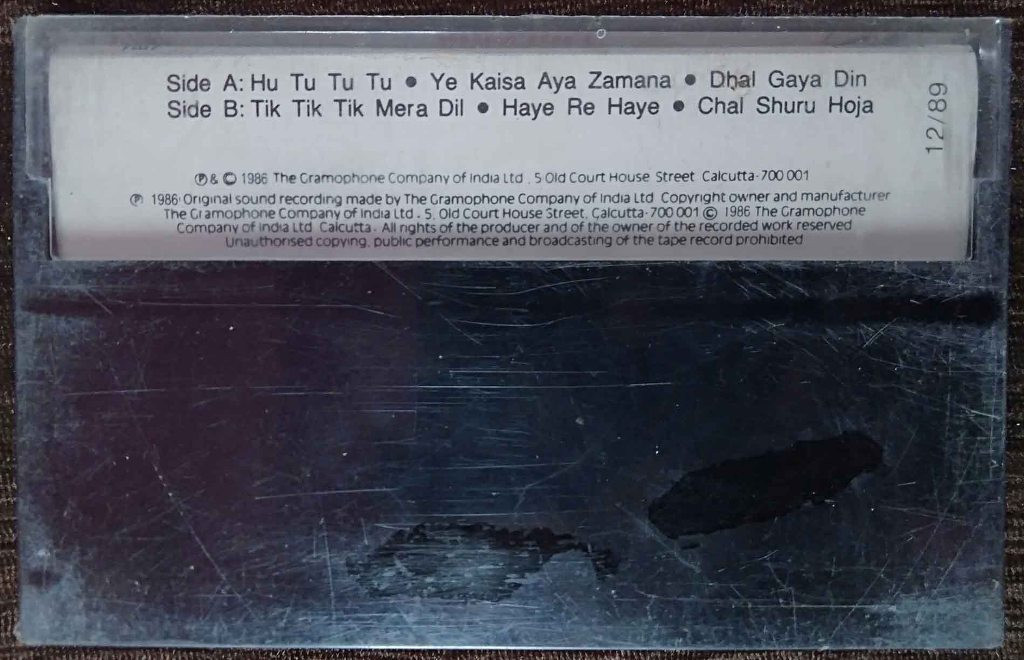 Side A: Hu Tu Tu Tu • Ye Kaisa Aya Zamana • Dhal Gaya Din
Side B: Tik Tik Tik Mera Dil • Haye Re Haye • Chal Shuru Hoja
12/89
℗ & © 1986 The Gramophone Company of India Ltd . 5 Old Court House Street Calcutta·700 001
℗ 1986· Original sound recording made by The Gramophone Company of India Ltd Copyright owner and manufacturer
The Gramophone Company of India Ltd . 5, Old Court House Street, Calcutta·700 001 © 1986 The Gramophone
Company of India Ltd Calcutta. All rights of the producer and of the owner of the recorded work reserved
Unauthorised copying, public performance and broadcasting of the tape record prohibited